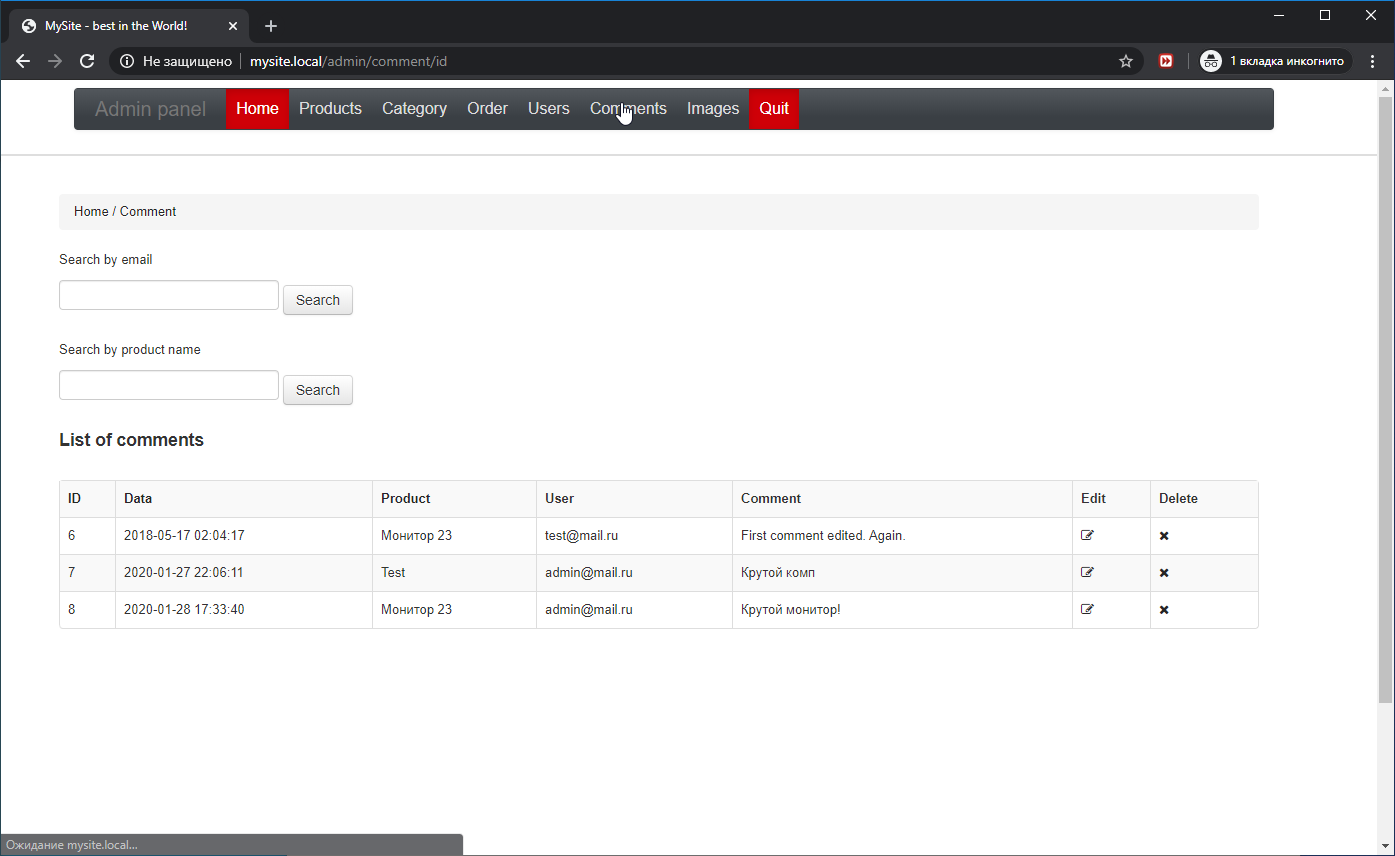 MySite - best in the World!
Не защищено mysite.local/admin/comment/id 1 вкладка инкогнито
Admin panel Home Products Category Order Users Comments Images Quit
Home / Comment
Search by email
Search
Search by product name
Search
List of comments
ID Data Product User Comment Edit Delete
6 2018-05-17 02:04:17 Монитор 23 test@mail.ru First comment edited. Again.
7 2020-01-27 22:06:11 Test admin@mail.ru Крутой комп
8 2020-01-28 17:33:40 Монитор 23 admin@mail.ru Крутой монитор!
Ожидание mysite.local...